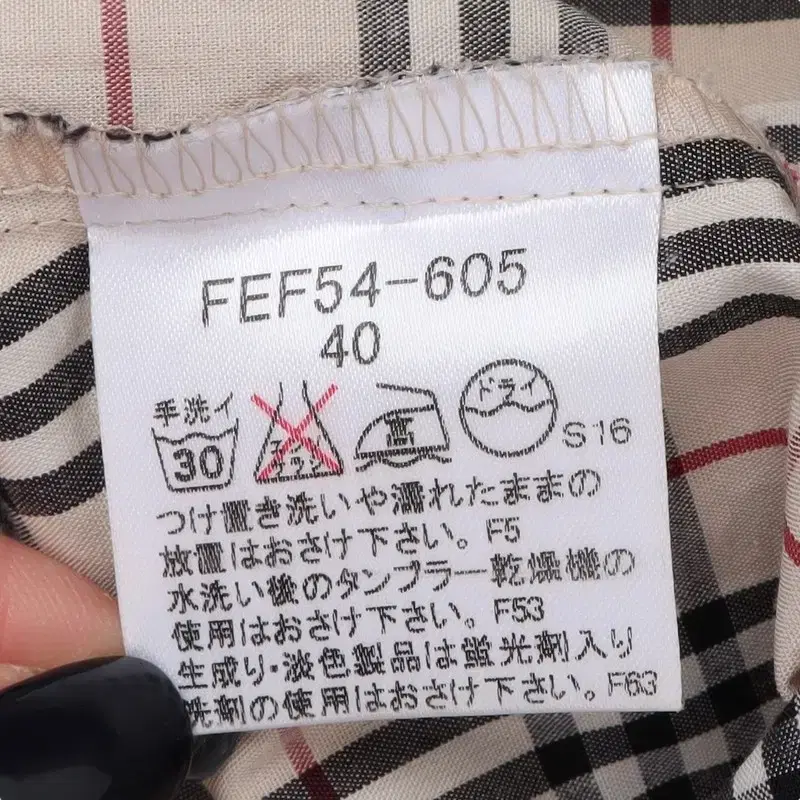 FEF54-605
40
手洗イ
30
エンソ
サラシ
高
ドライ
S16
つけ置き洗いや濡れたままの
放置はおさけ下さい。F5
水洗い後のタンブラー乾燥機の
使用はおさけ下さい。F53
生成り・淡色製品は蛍光剤入り
洗剤の使用はおさけ下さい。F63